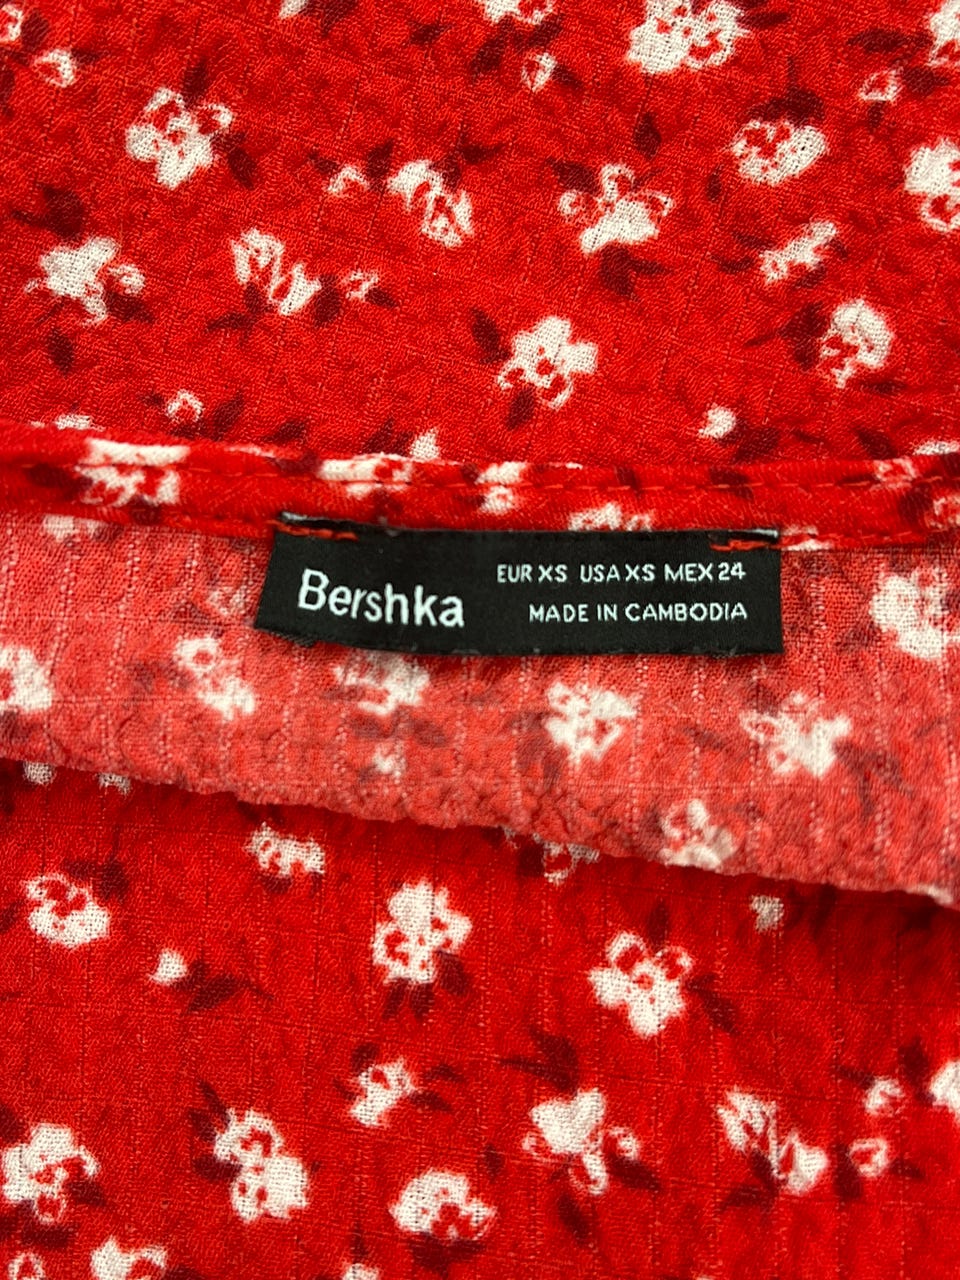 Bershka
EUR XS USA XS MEX 24
MADE IN CAMBODIA